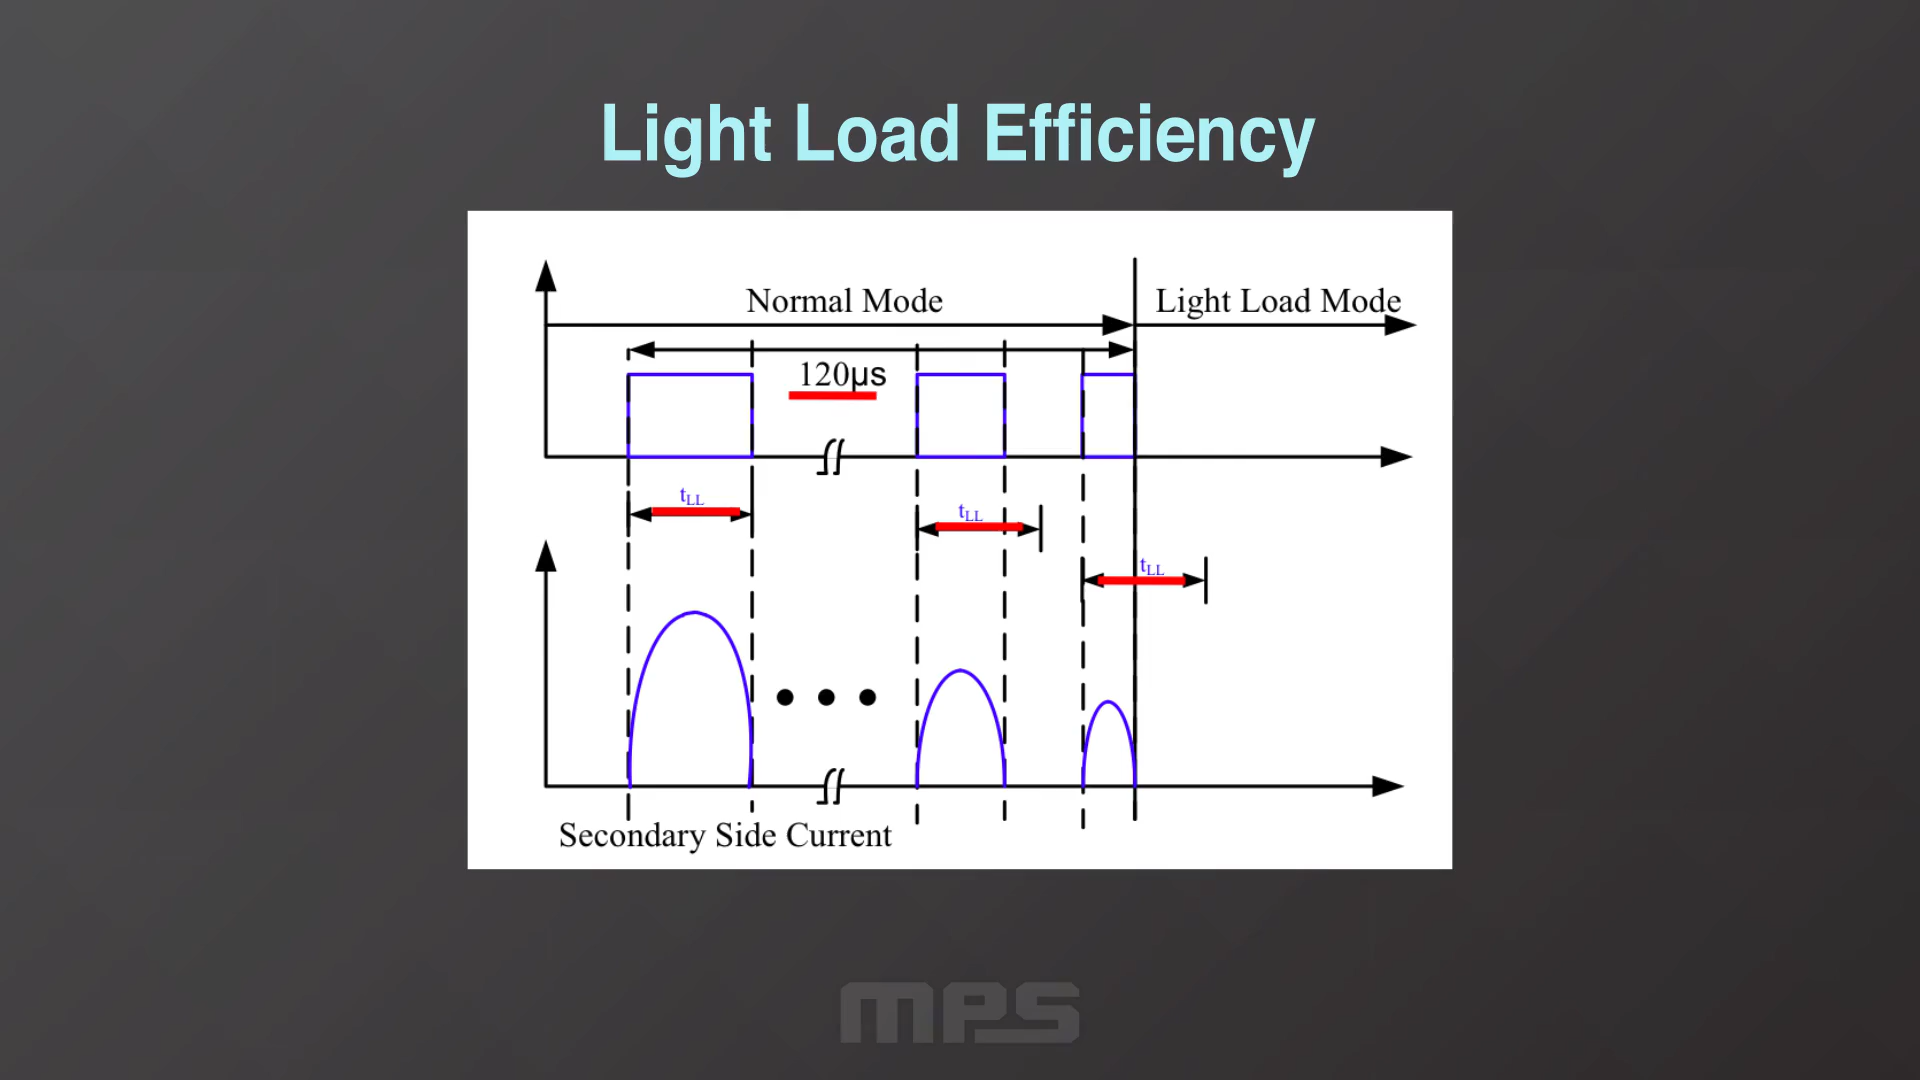 Light Load Efficiency
Normal Mode
Light Load Mode
120µs
tLL
tLL
tLL
Secondary Side Current
MPS